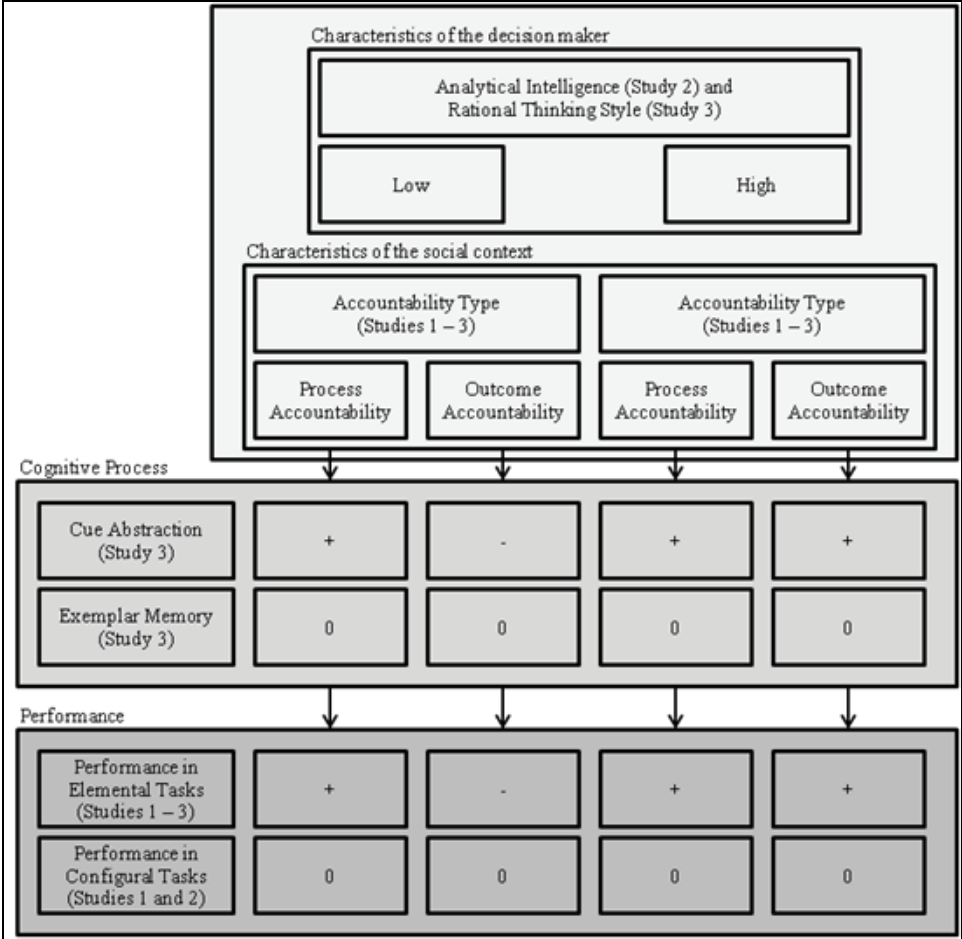 Characteristics of the decision maker
Analytical Intelligence (Study 2) and
Rational Thinking Style (Study 3)
Low
High
Characteristics of the social context
Accountability Type
(Studies 1 – 3)
Accountability Type
(Studies 1 – 3)
Process
Accountability
Outcome
Accountability
Process
Accountability
Outcome
Accountability
Cognitive Process
Cue Abstraction
(Study 3)
+
-
+
+
Exemplar Memory
(Study 3)
0
0
0
0
Performance
Performance in
Elemental Tasks
(Studies 1 – 3)
+
-
+
+
Performance in
Configural Tasks
(Studies 1 and 2)
0
0
0
0